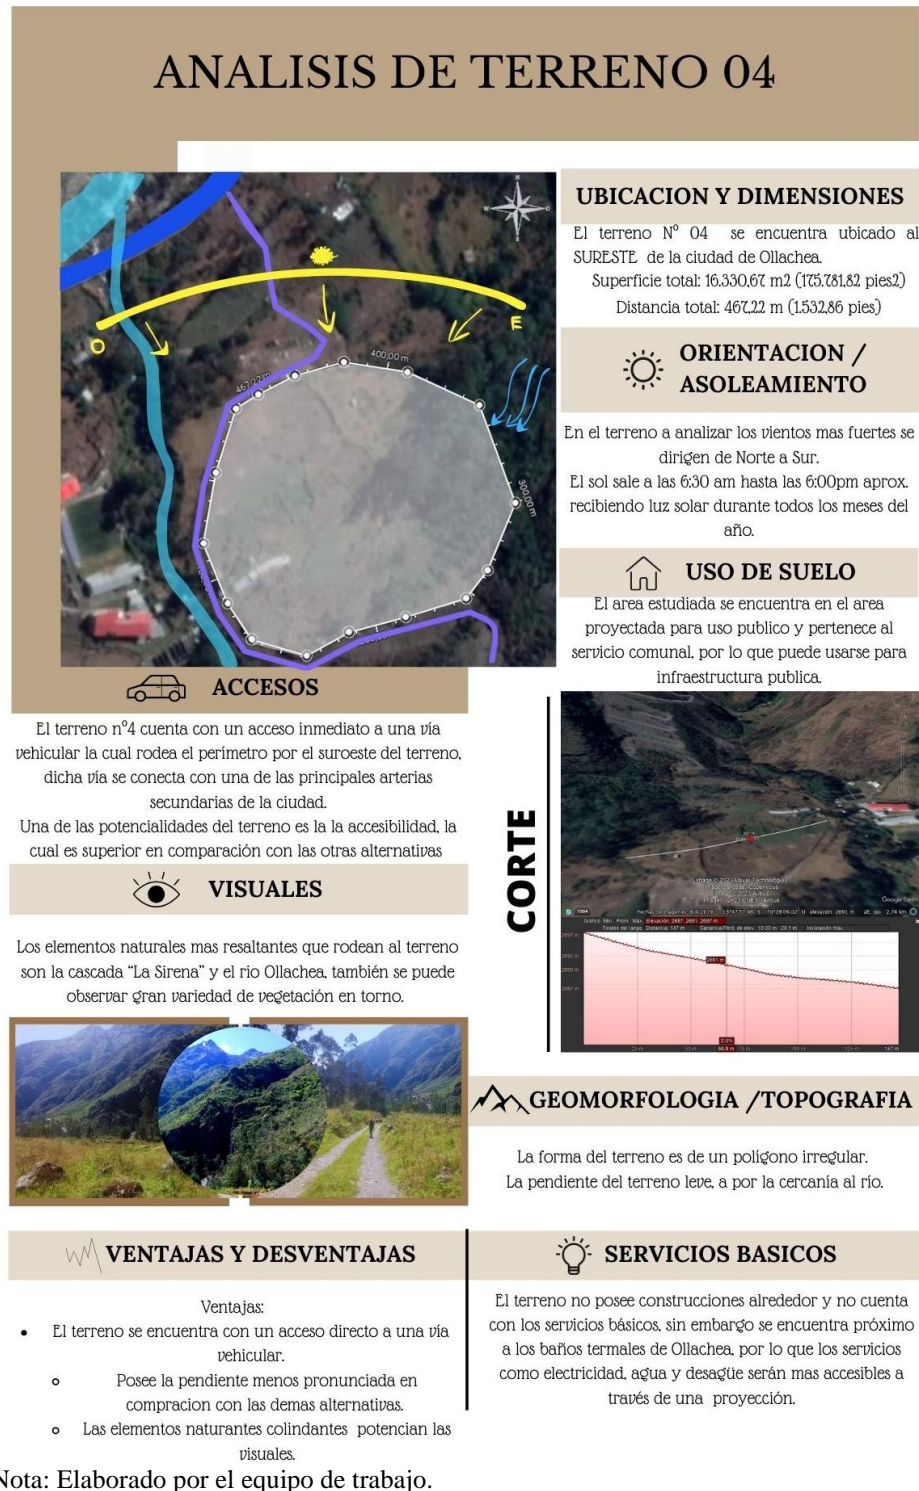 ANALISIS DE TERRENO 04
N
O
E
467,22 m
400,00 m
300,00 m
UBICACION Y DIMENSIONES
El terreno Nº 04 se encuentra ubicado al
SURESTE de la ciudad de Ollachea.
Superficie total: 16.330,67 m2 (175.781,82 pies2)
Distancia total: 467,22 m (1.532,86 pies)
ORIENTACION /
ASOLEAMIENTO
En el terreno a analizar los vientos mas fuertes se
dirigen de Norte a Sur.
El sol sale a las 6:30 am hasta las 6:00pm aprox.
recibiendo luz solar durante todos los meses del
año.
USO DE SUELO
El area estudiada se encuentra en el area
proyectada para uso publico y pertenece al
servicio comunal, por lo que puede usarse para
infraestructura publica.
ACCESOS
El terreno nº4 cuenta con un acceso inmediato a una vía
vehicular la cual rodea el perímetro por el suroeste del terreno,
dicha vía se conecta con una de las principales arterias
secundarias de la ciudad.
Una de las potencialidades del terreno es la la accesibilidad, la
cual es superior en comparación con las otras alternativas
VISUALES
Los elementos naturales mas resaltantes que rodean al terreno
son la cascada “La Sirena” y el rio Ollachea, también se puede
observar gran variedad de vegetación en torno.
CORTE
Google Earth
2697 m
2691 m
147 m
GEOMORFOLOGIA /TOPOGRAFIA
La forma del terreno es de un polígono irregular.
La pendiente del terreno leve, a por la cercanía al río.
VENTAJAS Y DESVENTAJAS
Ventajas:
• El terreno se encuentra con un acceso directo a una vía
vehicular.
o Posee la pendiente menos pronunciada en
compracion con las demas alternativas.
o Las elementos naturantes colindantes potencian las
visuales.
SERVICIOS BASICOS
El terreno no posee construcciones alrededor y no cuenta
con los servicios básicos, sin embargo se encuentra próximo
a los baños termales de Ollachea, por lo que los servicios
como electricidad, agua y desagüe serán mas accesibles a
través de una proyección.
Nota: Elaborado por el equipo de trabajo.